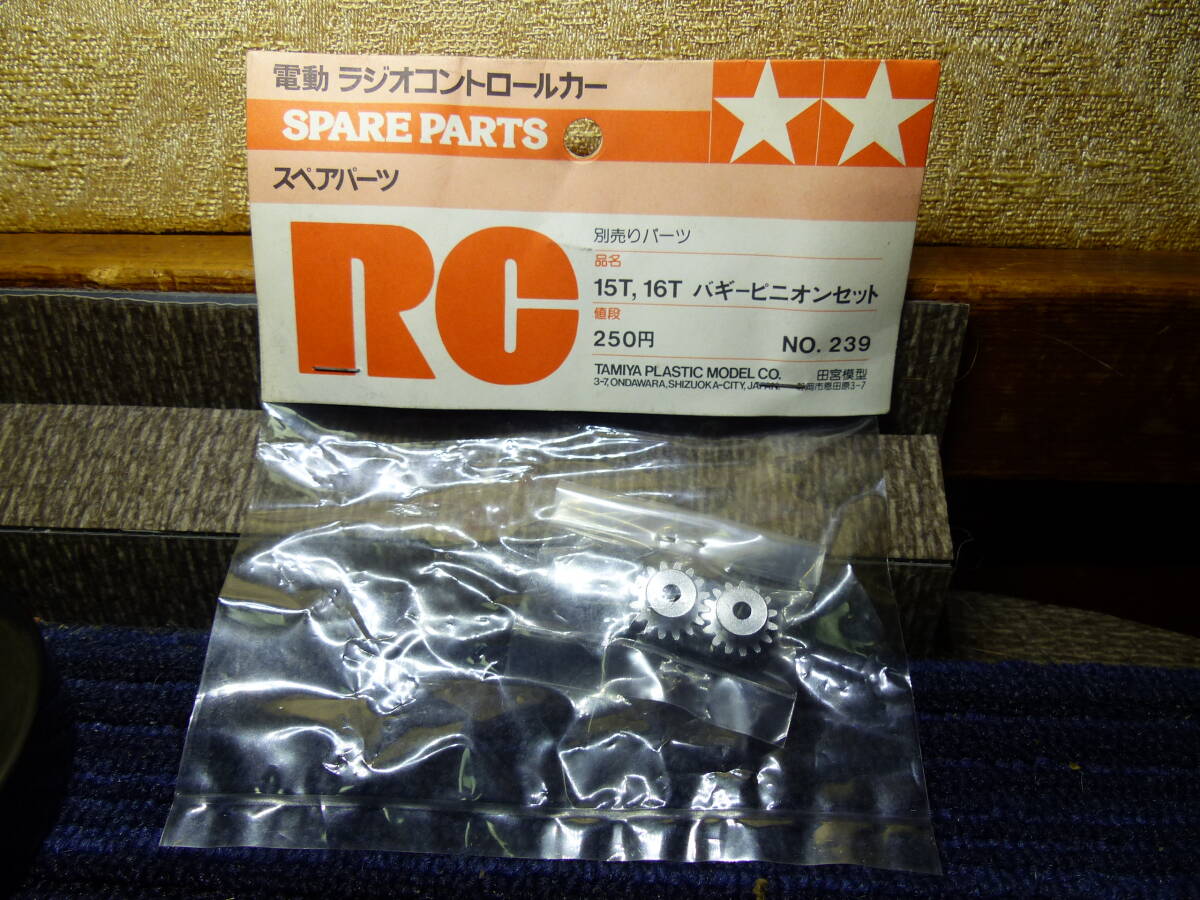 電動 ラジオコントロールカー
SPARE PARTS
スペアパーツ
RC
別売りパーツ
品名
15T, 16T バギーピニオンセット
値段
250円 NO. 239
TAMIYA PLASTIC MODEL CO. 田宮模型
3-7, ONDAWARA, SHIZUOKA-CITY, JAPAN. 静岡市恩田原3-7